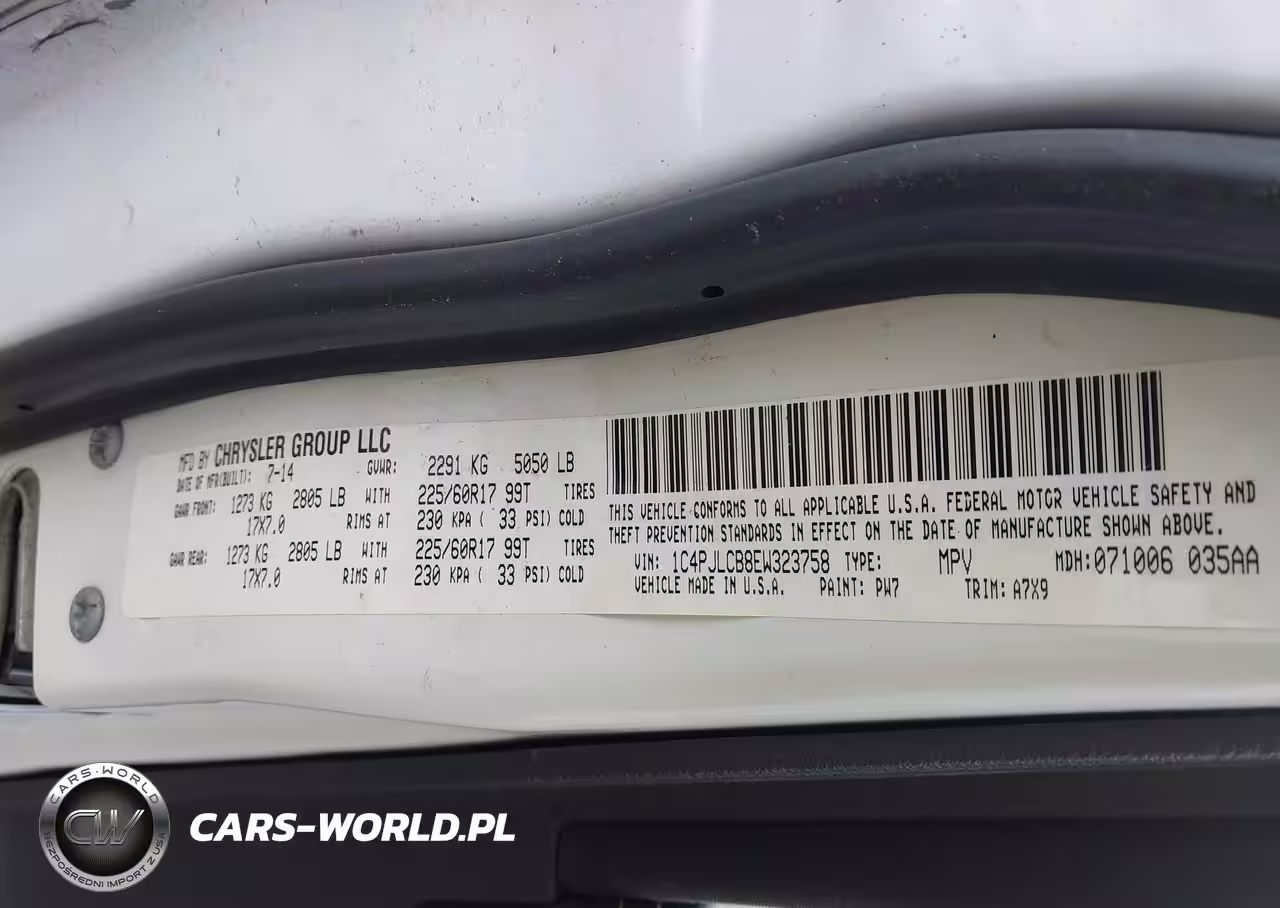 MFD BY CHRYSLER GROUP LLC
DATE OF MFR(BUILT): 7-14 GVWR: 2291 KG 5050 LB
GAWR FRONT: 1273 KG 2805 LB WITH 225/60R17 99T TIRES
17X7.0 RIMS AT 230 KPA ( 33 PSI) COLD
GAWR REAR: 1273 KG 2805 LB WITH 225/60R17 99T TIRES
17X7.0 RIMS AT 230 KPA ( 33 PSI) COLD
THIS VEHICLE CONFORMS TO ALL APPLICABLE U.S.A. FEDERAL MOTOR VEHICLE SAFETY AND
THEFT PREVENTION STANDARDS IN EFFECT ON THE DATE OF MANUFACTURE SHOWN ABOVE.
VIN: 1C4PJLCB8EW323758 TYPE: MPV MDH: 071006 035AA
VEHICLE MADE IN U.S.A. PAINT: PW7 TRIM: A7X9
CARS-WORLD
CW
BEZPOŚREDNI IMPORT Z USA
CARS-WORLD.PL